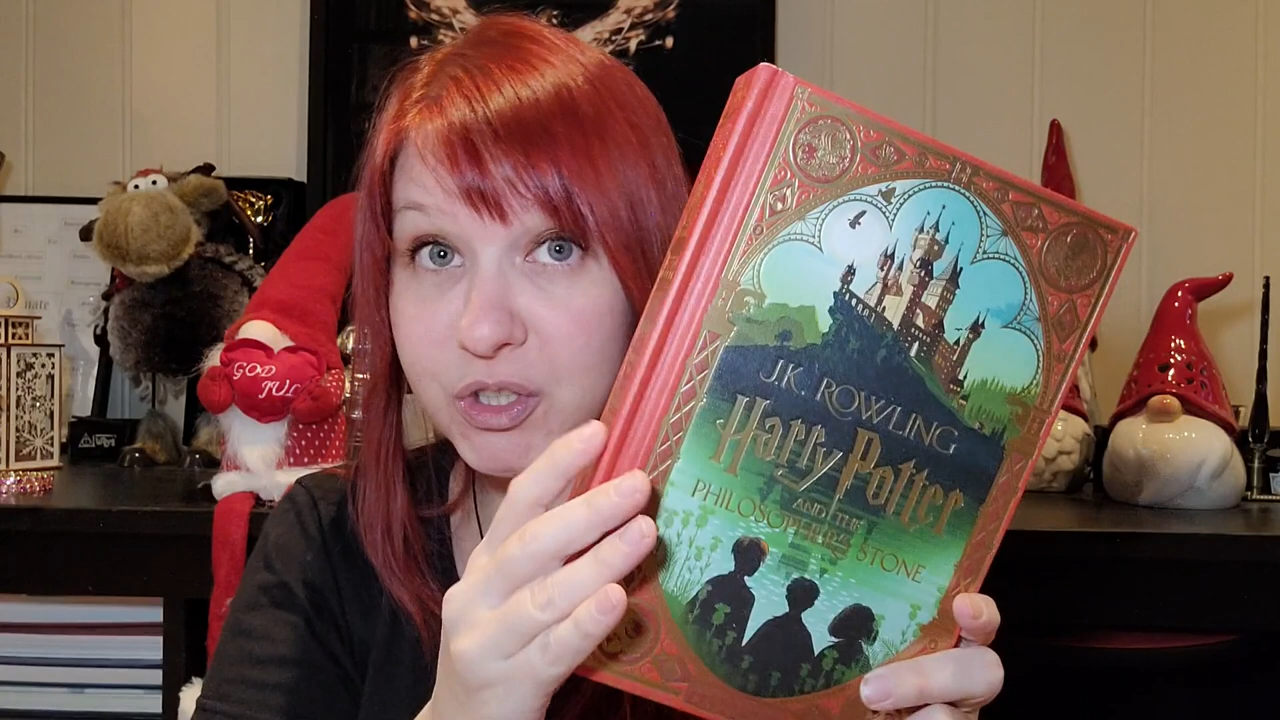 GOD
JUL
J.K. ROWLING
Harry Potter
AND THE
PHILOSOPHER'S STONE